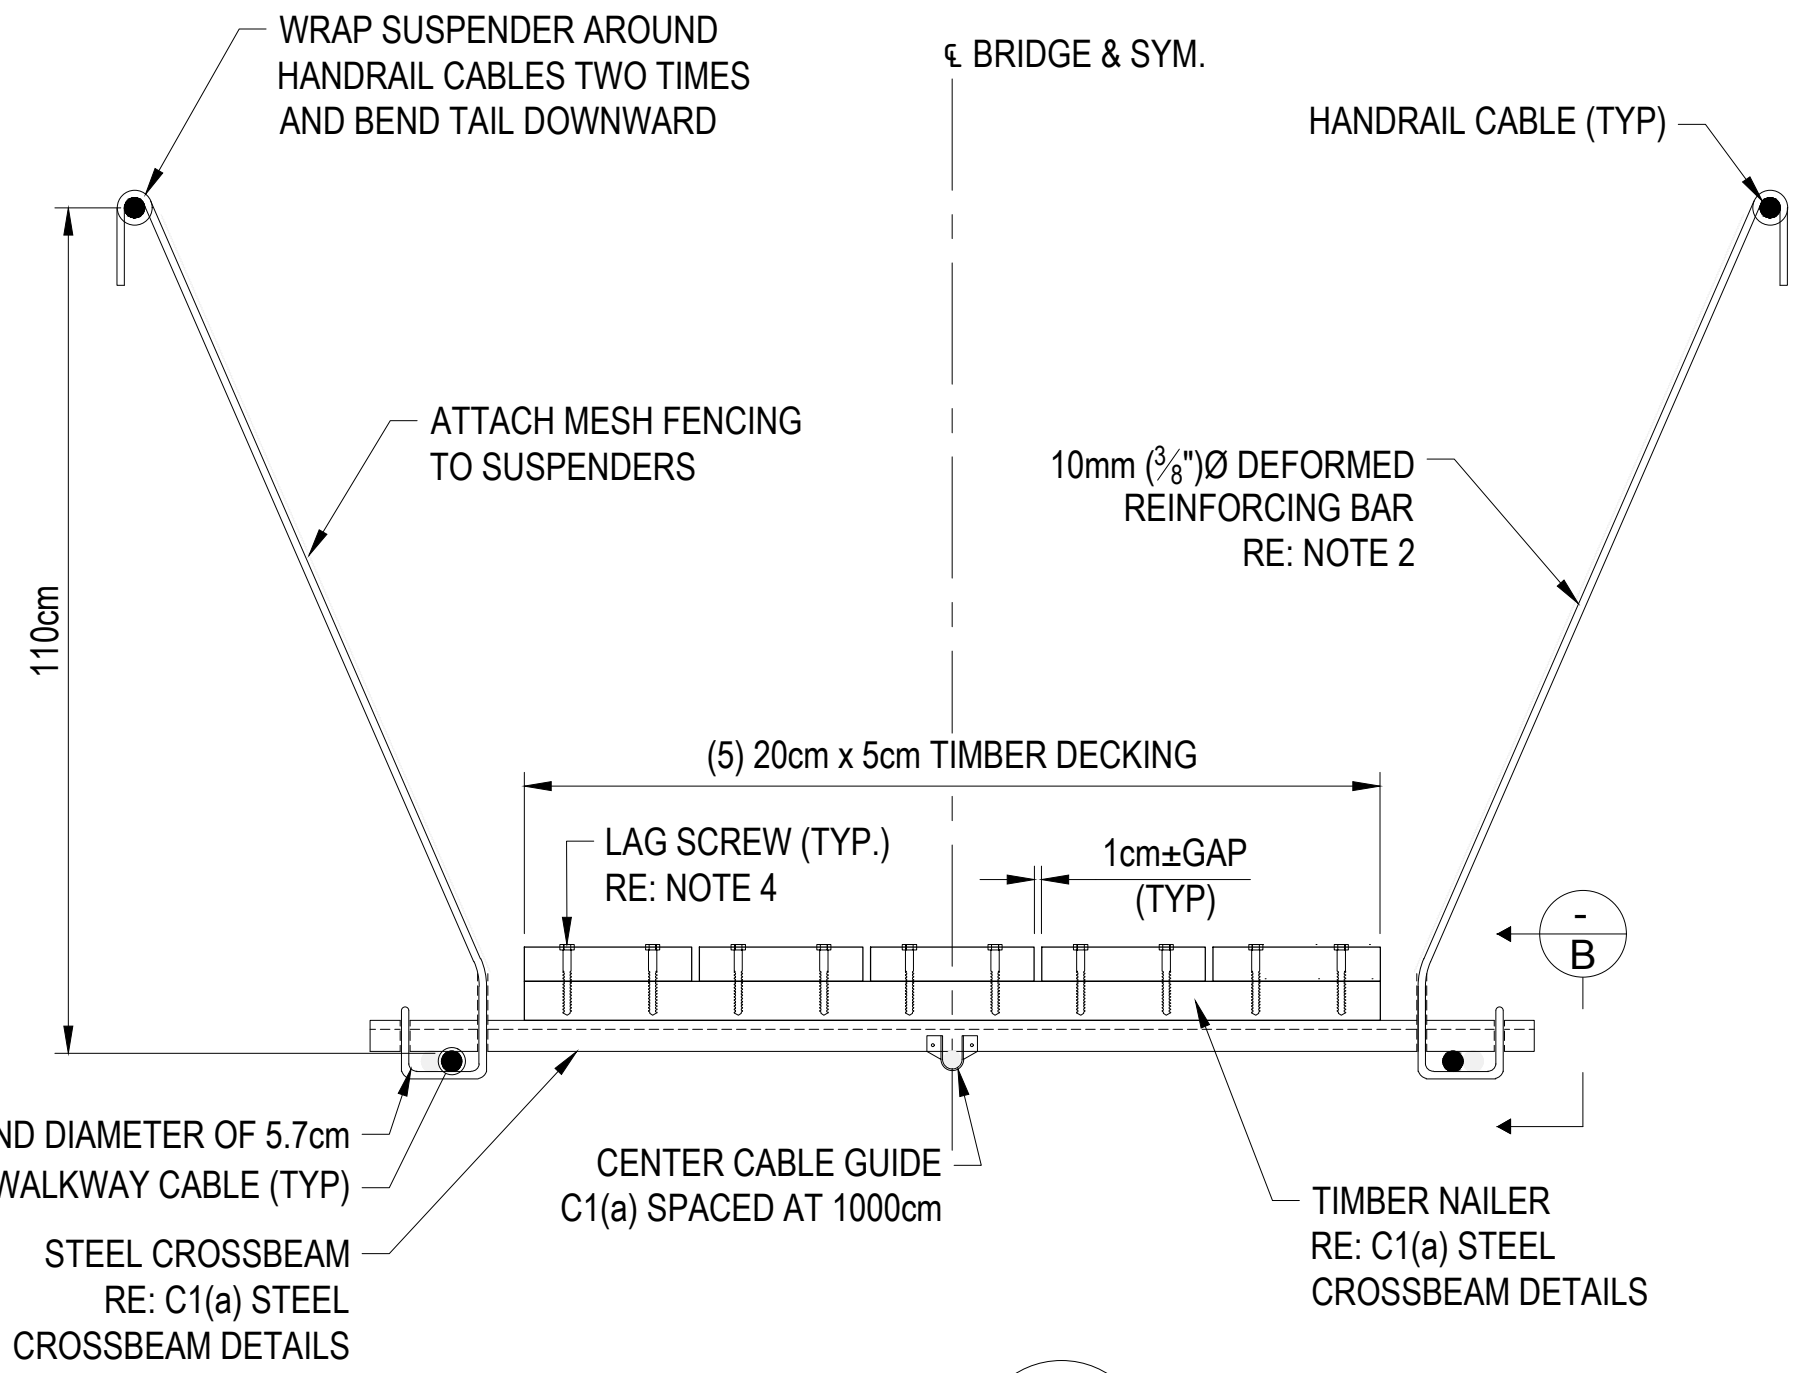 WRAP SUSPENDER AROUND
HANDRAIL CABLES TWO TIMES
AND BEND TAIL DOWNWARD
℄ BRIDGE & SYM.
HANDRAIL CABLE (TYP)
ATTACH MESH FENCING
TO SUSPENDERS
10mm (3/8")Ø DEFORMED
REINFORCING BAR
RE: NOTE 2
110cm
(5) 20cm x 5cm TIMBER DECKING
LAG SCREW (TYP.)
RE: NOTE 4
1cm±GAP
(TYP)
-
B
DIAMETER OF 5.7cm
WALKWAY CABLE (TYP)
STEEL CROSSBEAM
RE: C1(a) STEEL
CROSSBEAM DETAILS
CENTER CABLE GUIDE
C1(a) SPACED AT 1000cm
TIMBER NAILER
RE: C1(a) STEEL
CROSSBEAM DETAILS